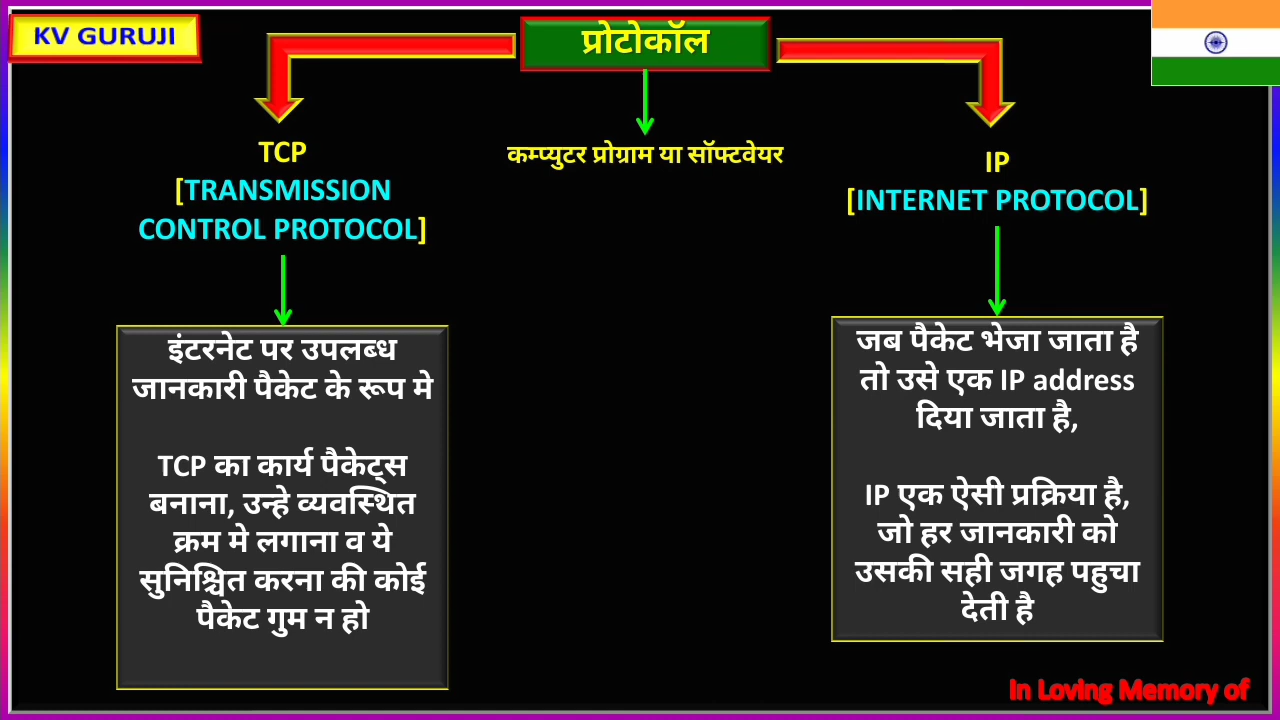 KV GURUJI
प्रोटोकॉल
TCP
[TRANSMISSION
CONTROL PROTOCOL]
कम्प्युटर प्रोग्राम या सॉफ्टवेयर
IP
[INTERNET PROTOCOL]
इंटरनेट पर उपलब्ध
जानकारी पैकेट के रूप मे
TCP का कार्य पैकेट्स
बनाना, उन्हे व्यवस्थित
क्रम मे लगाना व ये
सुनिश्चित करना की कोई
पैकेट गुम न हो
जब पैकेट भेजा जाता है
तो उसे एक IP address
दिया जाता है,
IP एक ऐसी प्रक्रिया है,
जो हर जानकारी को
उसकी सही जगह पहुचा
देती है
In Loving Memory of